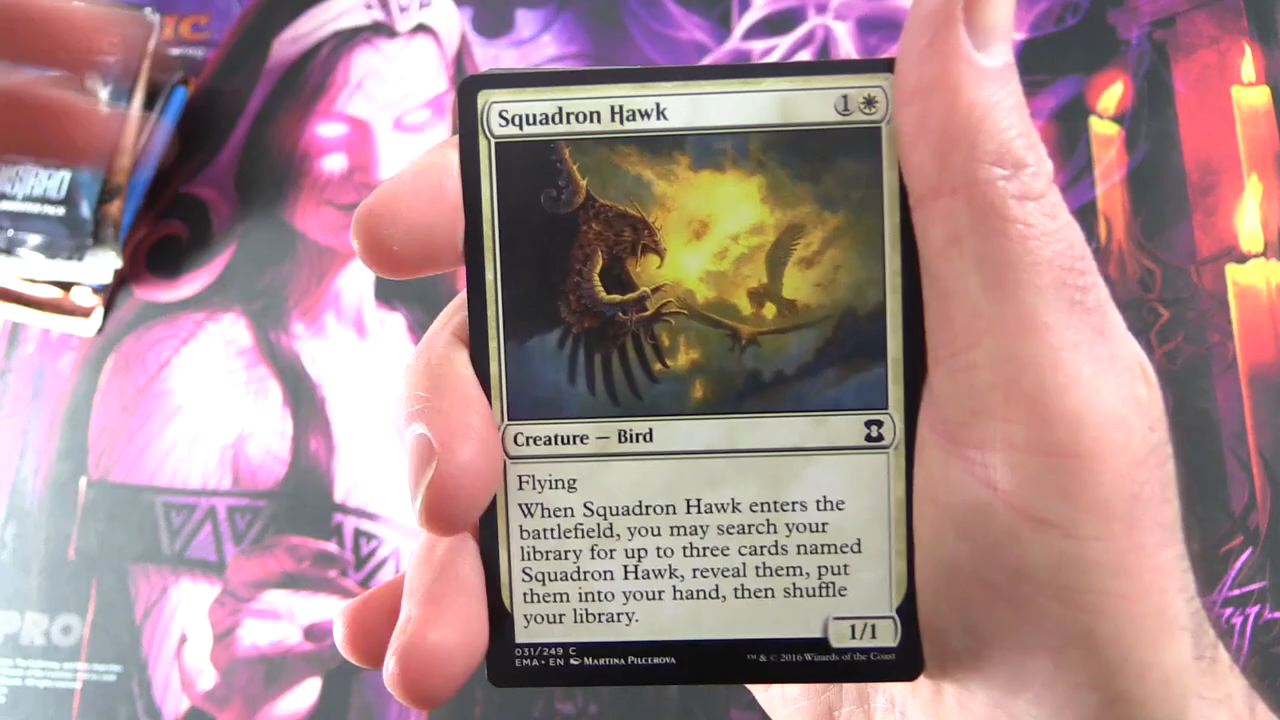 Squadron Hawk 1
Creature — Bird
Flying
When Squadron Hawk enters the
battlefield, you may search your
library for up to three cards named
Squadron Hawk, reveal them, put
them into your hand, then shuffle
your library.
1/1
031/249 C
EMA • EN MARTINA PILCEROVA
™ & © 2016 Wizards of the Coast
PRO